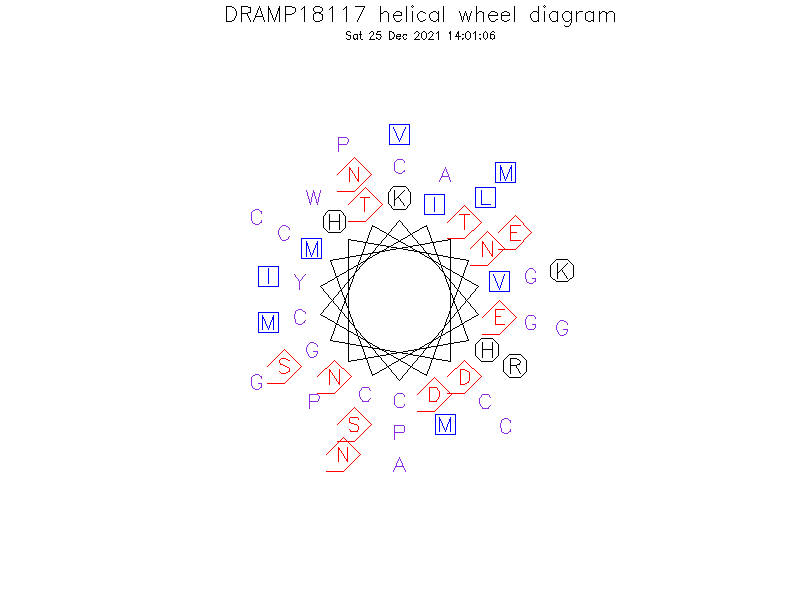 DRAMP18117 helical wheel diagram
Sat 25 Dec 2021 14:01:06
V
P
C
N A M
W T K I L
C H T
C M N E
I Y V G K
M C E G G
G H
S R
G N D
P C C D C
S P M C
N A